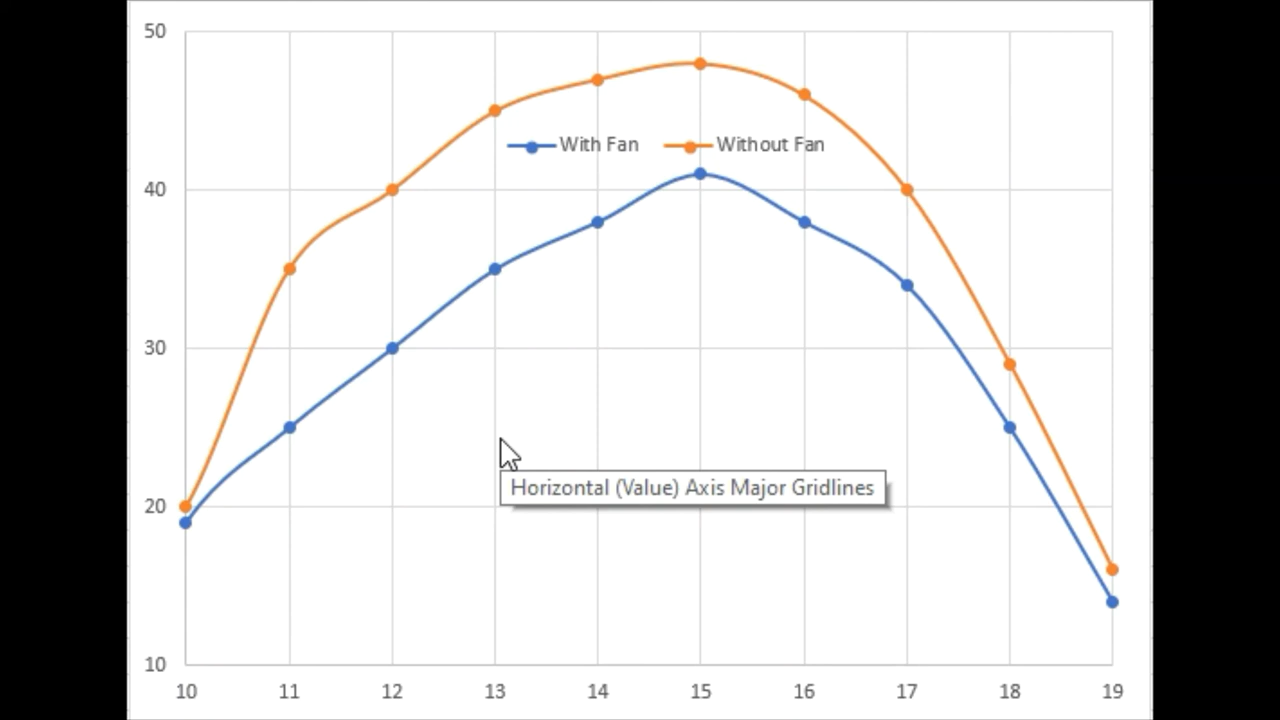 50
With Fan Without Fan
40
30
Horizontal (Value) Axis Major Gridlines
20
10
10 11 12 13 14 15 16 17 18 19